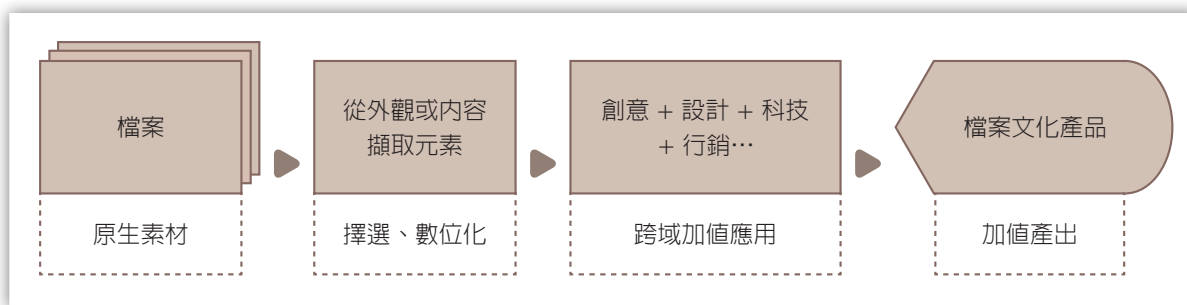 檔案
原生素材
從外觀或內容
擷取元素
擇選、數位化
創意 + 設計 + 科技
+ 行銷…
跨域加值應用
檔案文化產品
加值產出